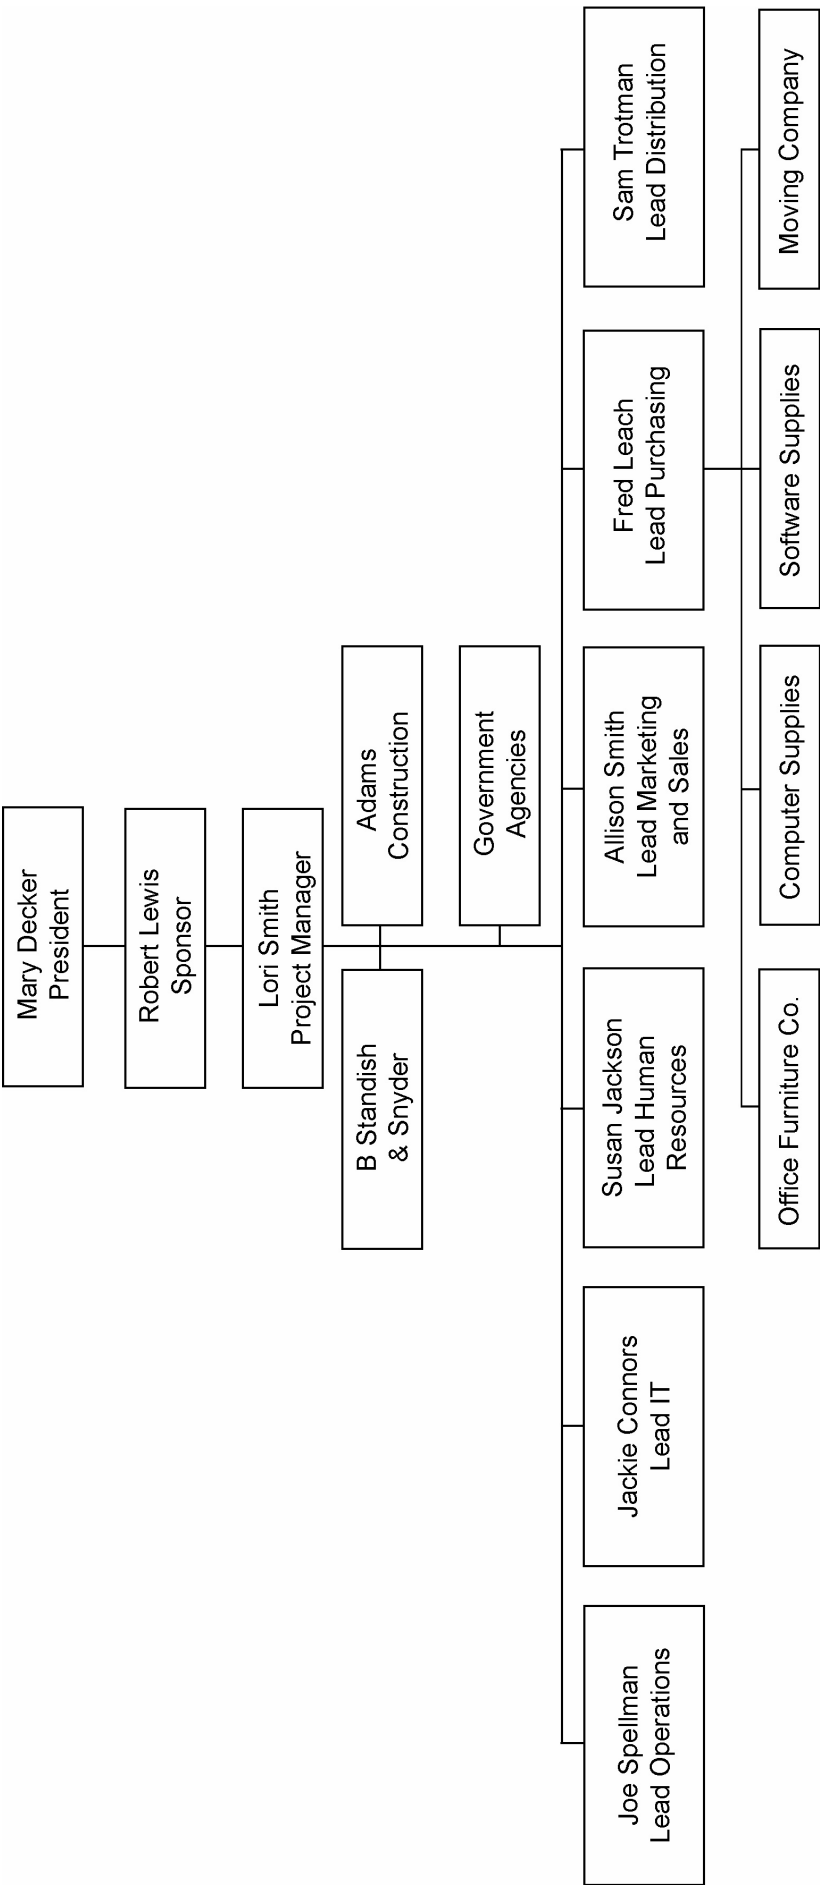 Mary Decker
President
Robert Lewis
Sponsor
Lori Smith
Project Manager
B Standish
& Snyder
Adams
Construction
Government
Agencies
Joe Spellman
Lead Operations
Jackie Connors
Lead IT
Susan Jackson
Lead Human
Resources
Allison Smith
Lead Marketing
and Sales
Fred Leach
Lead Purchasing
Sam Trotman
Lead Distribution
Office Furniture Co.
Computer Supplies
Software Supplies
Moving Company